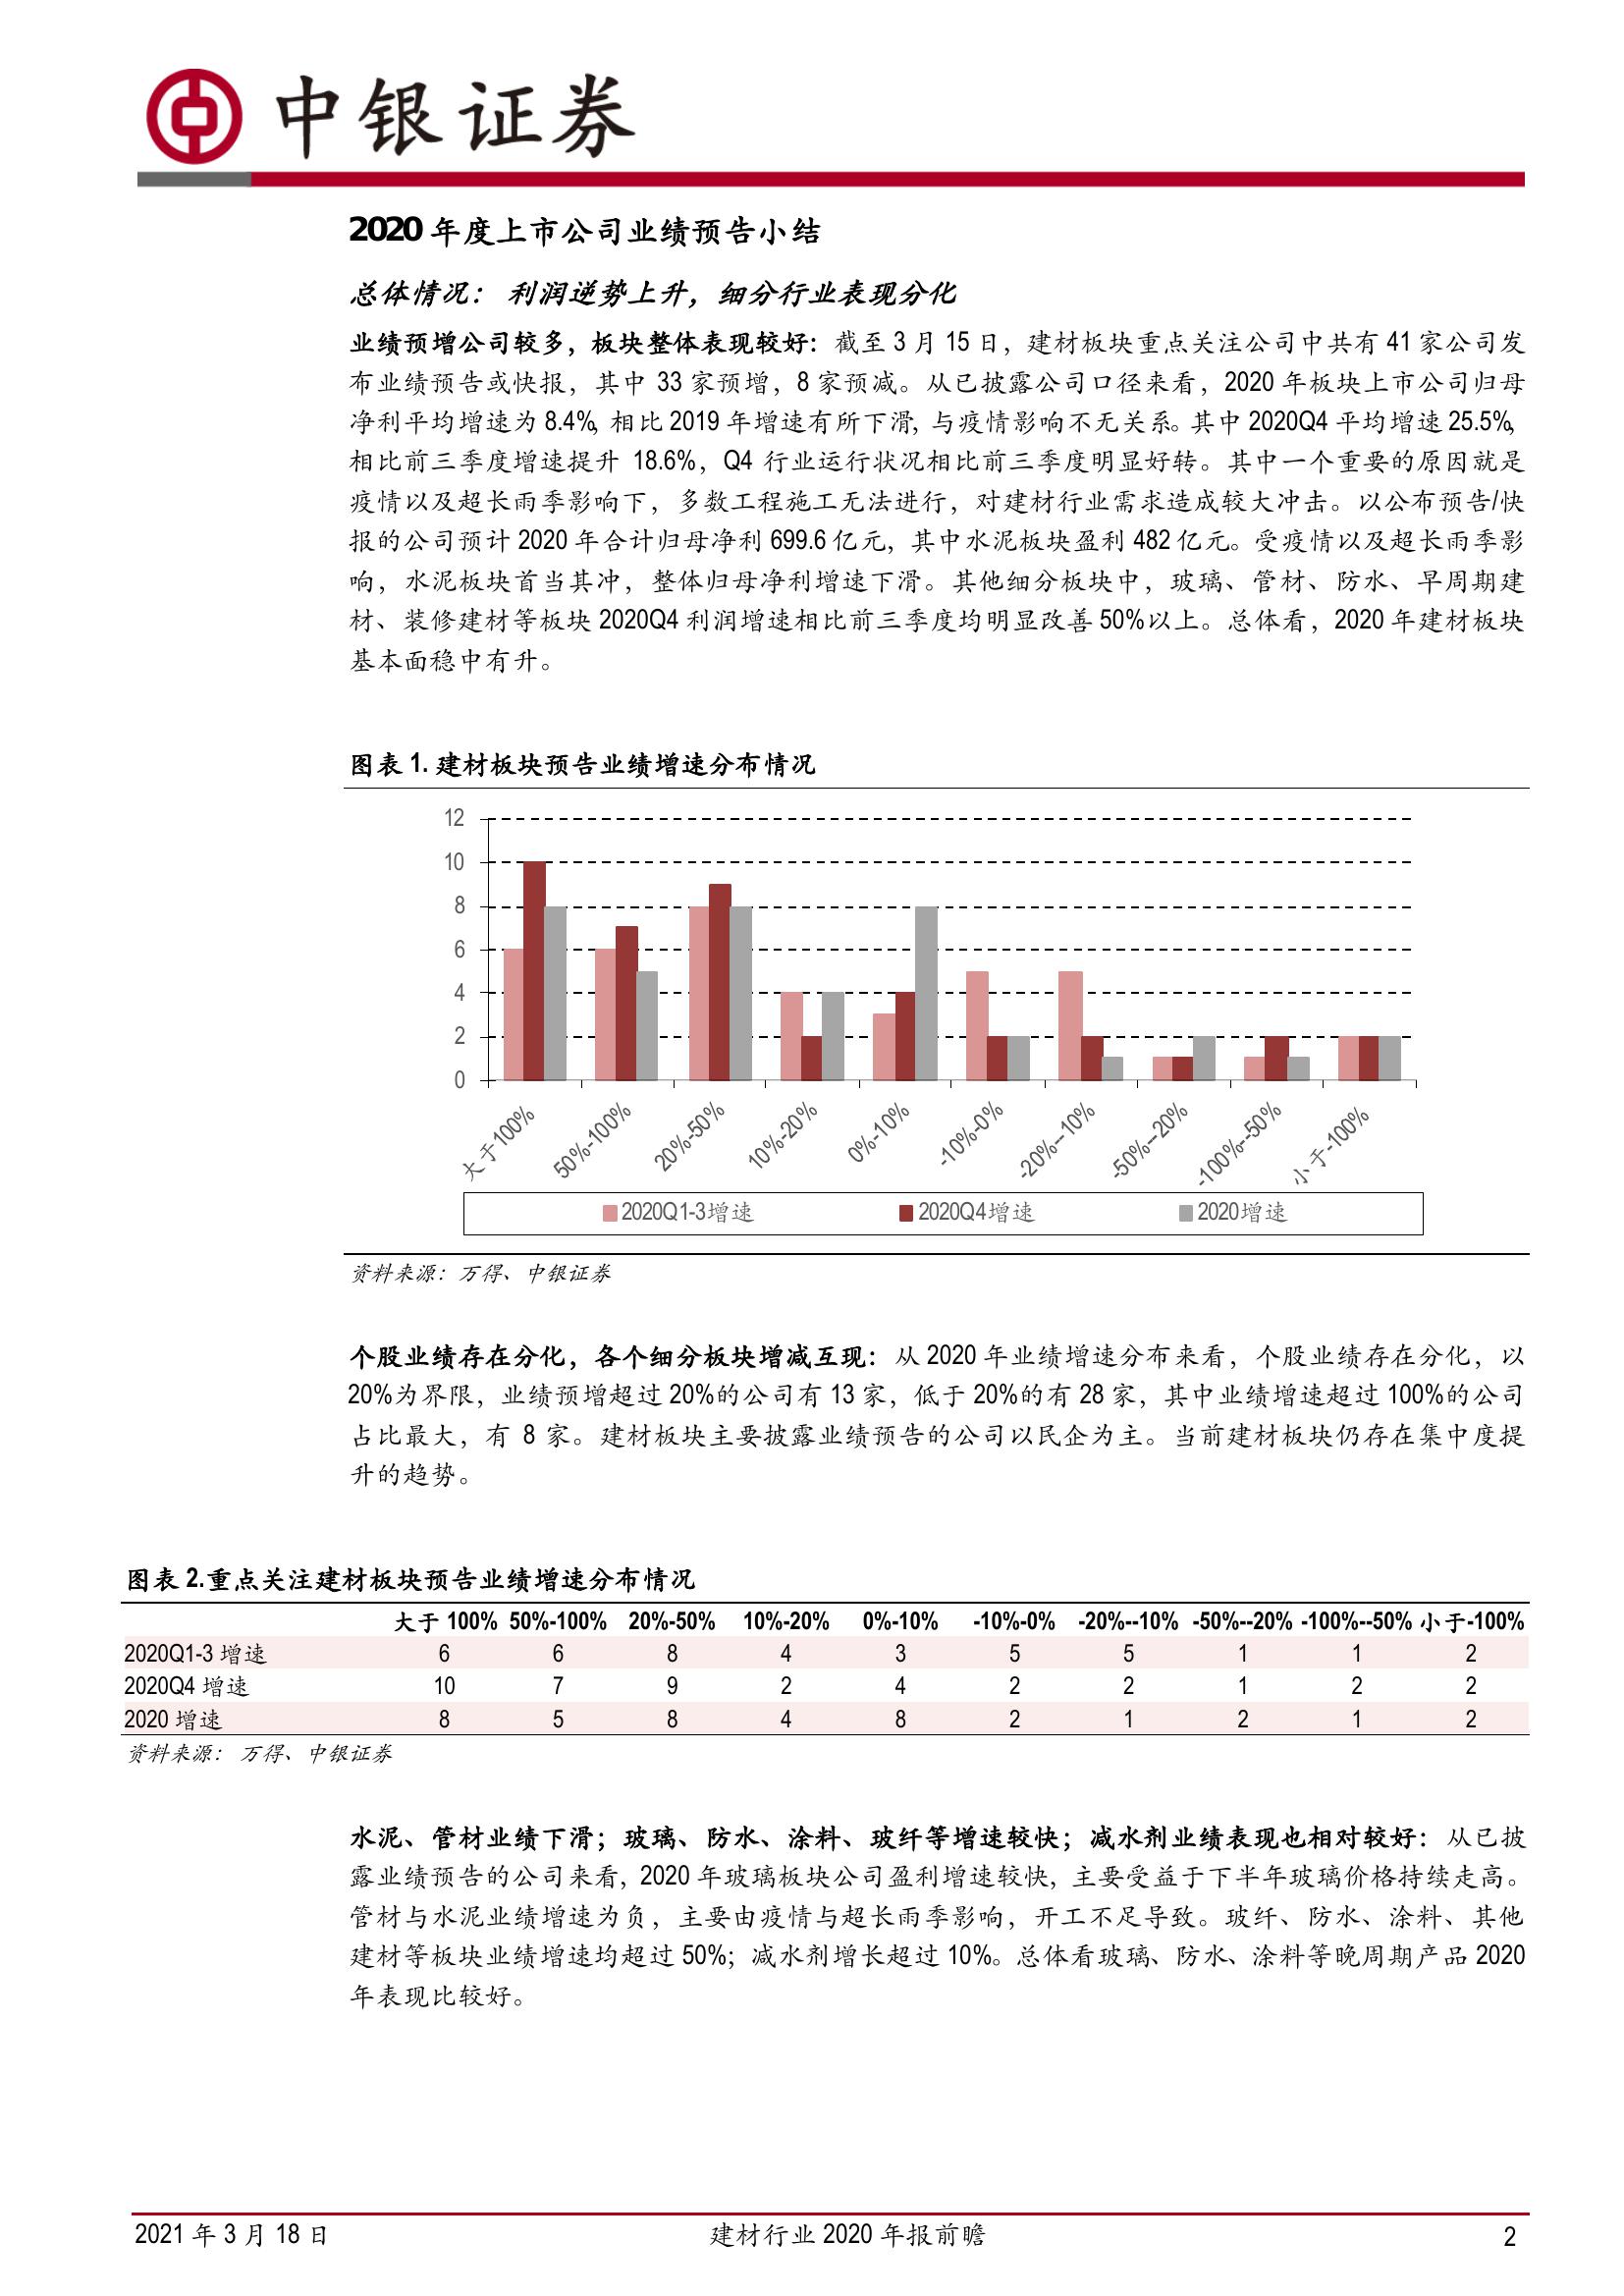 中银证券
2020 年度上市公司业绩预告小结
总体情况： 利润逆势上升，细分行业表现分化
业绩预增公司较多，板块整体表现较好：截至 3 月 15 日，建材板块重点关注公司中共有 41 家公司发
布业绩预告或快报，其中 33 家预增，8 家预减。从已披露公司口径来看，2020 年板块上市公司归母
净利平均增速为 8.4%，相比 2019 年增速有所下滑，与疫情影响不无关系。其中 2020Q4 平均增速 25.5%，
相比前三季度增速提升 18.6%，Q4 行业运行状况相比前三季度明显好转。其中一个重要的原因就是
疫情以及超长雨季影响下，多数工程施工无法进行，对建材行业需求造成较大冲击。以公布预告/快
报的公司预计 2020 年合计归母净利 699.6 亿元，其中水泥板块盈利 482 亿元。受疫情以及超长雨季影
响，水泥板块首当其冲，整体归母净利增速下滑。其他细分板块中，玻璃、管材、防水、早周期建
材、装修建材等板块 2020Q4 利润增速相比前三季度均明显改善 50%以上。总体看，2020 年建材板块
基本面稳中有升。
图表 1. 建材板块预告业绩增速分布情况
12
10
8
6
4
2
0
大于100% 50%-100% 20%-50% 10%-20% 0%-10% -10%-0% -20%--10% -50%--20% -100%--50% 小于-100%
2020Q1-3增速 2020Q4增速 2020增速
资料来源：万得、中银证券
个股业绩存在分化，各个细分板块增减互现：从 2020 年业绩增速分布来看，个股业绩存在分化，以
20%为界限，业绩预增超过 20%的公司有 13 家，低于 20%的有 28 家，其中业绩增速超过 100%的公司
占比最大，有 8 家。建材板块主要披露业绩预告的公司以民企为主。当前建材板块仍存在集中度提
升的趋势。
图表 2.重点关注建材板块预告业绩增速分布情况
大于 100% 50%-100% 20%-50% 10%-20% 0%-10% -10%-0% -20%--10% -50%--20% -100%--50% 小于-100%
2020Q1-3 增速 6 6 8 4 3 5 5 1 1 2
2020Q4 增速 10 7 9 2 4 2 2 1 2 2
2020 增速 8 5 8 4 8 2 1 2 1 2
资料来源： 万得、中银证券
水泥、管材业绩下滑；玻璃、防水、涂料、玻纤等增速较快；减水剂业绩表现也相对较好：从已披
露业绩预告的公司来看，2020 年玻璃板块公司盈利增速较快，主要受益于下半年玻璃价格持续走高。
管材与水泥业绩增速为负，主要由疫情与超长雨季影响，开工不足导致。玻纤、防水、涂料、其他
建材等板块业绩增速均超过 50%；减水剂增长超过 10%。总体看玻璃、防水、涂料等晚周期产品 2020
年表现比较好。
2021 年 3 月 18 日 建材行业 2020 年报前瞻 2